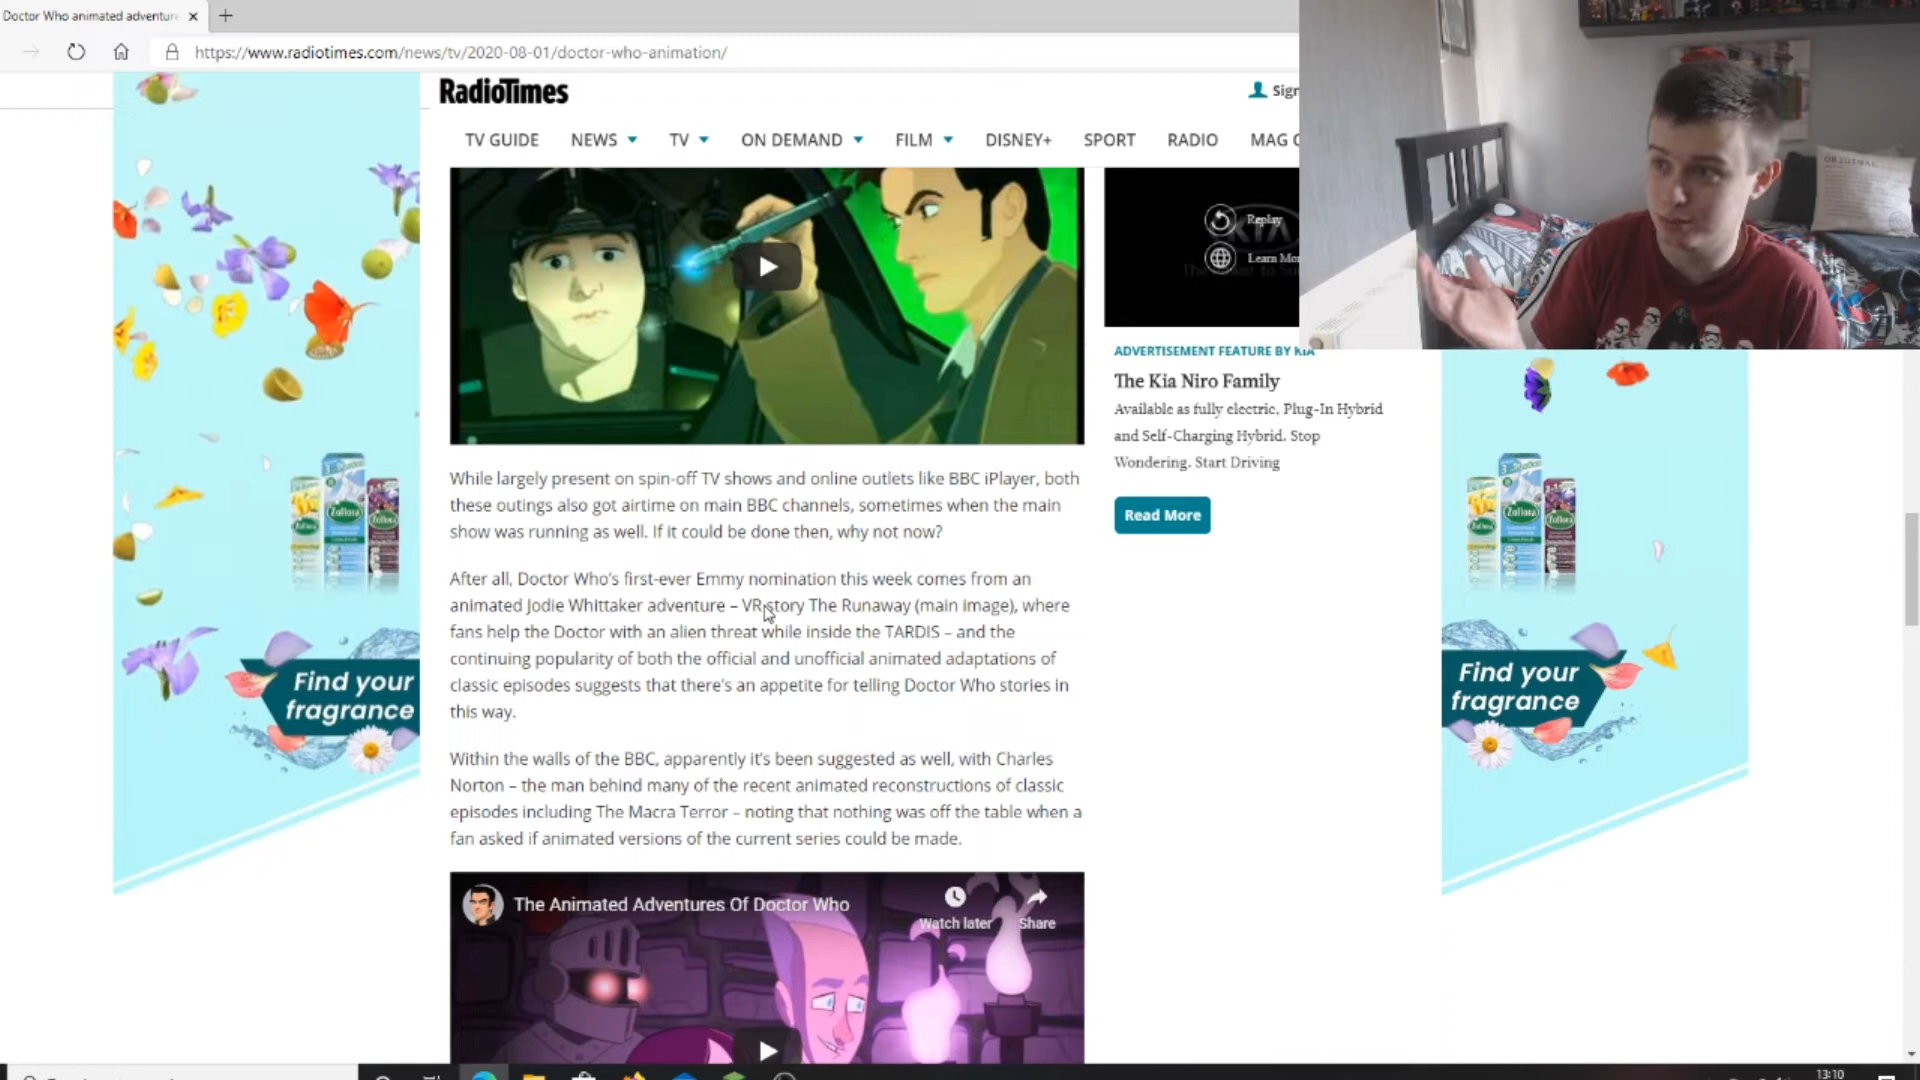 Doctor Who animated adventur
https://www.radiotimes.com/news/tv/2020-08-01/doctor-who-animation/
RadioTimes
Sign
TV GUIDE NEWS TV ON DEMAND FILM DISNEY+ SPORT RADIO MAG
Replay
KIA
Learn Mor
ADVERTISEMENT FEATURE BY KIA
The Kia Niro Family
Available as fully electric, Plug-In Hybrid
and Self-Charging Hybrid. Stop
Wondering. Start Driving
Read More
While largely present on spin-off TV shows and online outlets like BBC iPlayer, both
these outings also got airtime on main BBC channels, sometimes when the main
show was running as well. If it could be done then, why not now?
After all, Doctor Who's first-ever Emmy nomination this week comes from an
animated Jodie Whittaker adventure – VR story The Runaway (main image), where
fans help the Doctor with an alien threat while inside the TARDIS – and the
continuing popularity of both the official and unofficial animated adaptations of
classic episodes suggests that there's an appetite for telling Doctor Who stories in
this way.
Within the walls of the BBC, apparently it's been suggested as well, with Charles
Norton – the man behind many of the recent animated reconstructions of classic
episodes including The Macra Terror – noting that nothing was off the table when a
fan asked if animated versions of the current series could be made.
The Animated Adventures Of Doctor Who
Watch later
Share
Zoflora
Zoflora
Zoflora
Find your
fragrance
Zoflora
Zoflora
Zoflora
Find your
fragrance
13:10